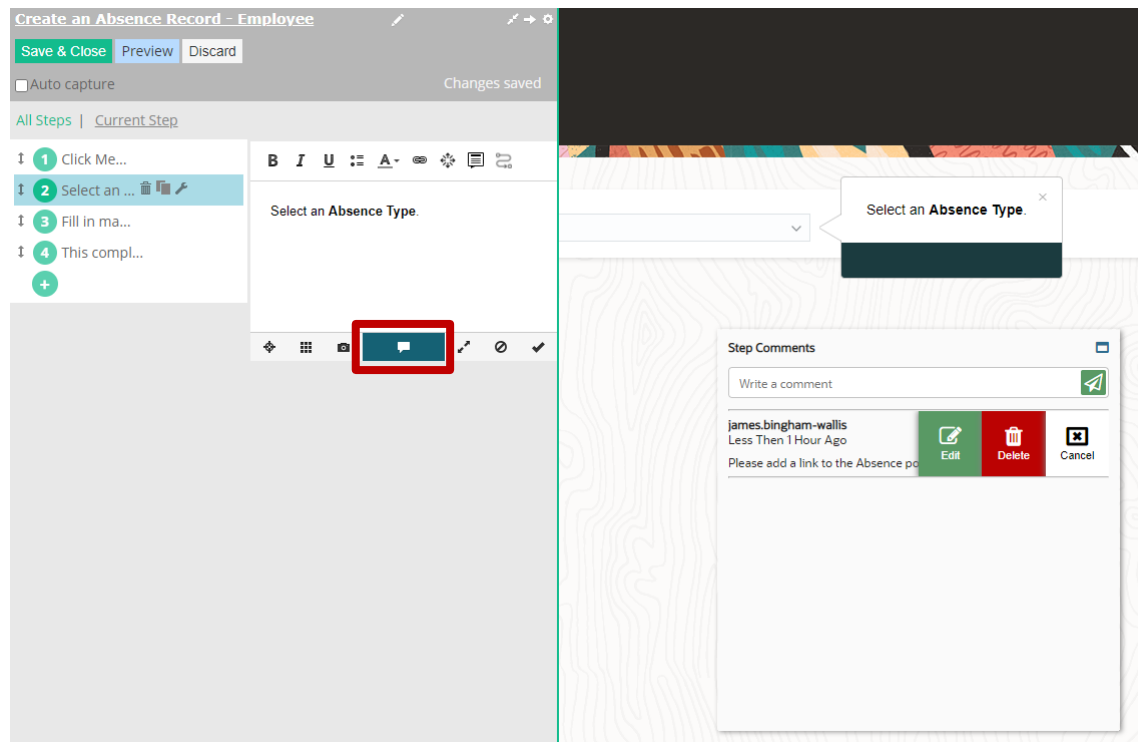 Create an Absence Record - Employee
Save & Close Preview Discard
Auto capture Changes saved
All Steps | Current Step
1 Click Me...
2 Select an ...
3 Fill in ma...
4 This compl...
+
B I U A
Select an Absence Type.
Select an Absence Type. ×
Step Comments
Write a comment
james.bingham-wallis
Less Then 1 Hour Ago
Please add a link to the Absence po
Edit Delete Cancel